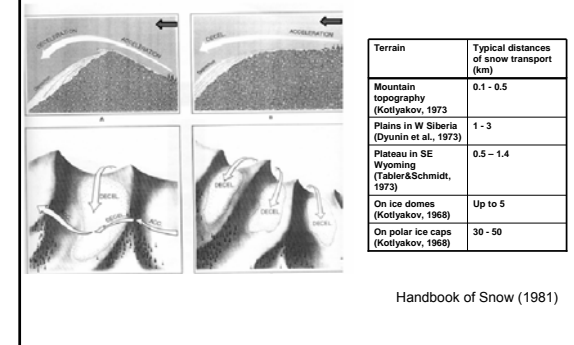 DECELERATION
ACCELERATION
DECEL
ACCELERATION
DECEL
DECEL
ACC
DECEL
DECEL
DECEL
Terrain
Typical distances
of snow transport
(km)
Mountain
topography
(Kotlyakov, 1973
0.1 - 0.5
Plains in W Siberia
(Dyunin et al., 1973)
1 - 3
Plateau in SE
Wyoming
(Tabler&Schmidt,
1973)
0.5 – 1.4
On ice domes
(Kotlyakov, 1968)
Up to 5
On polar ice caps
(Kotlyakov, 1968)
30 - 50
Handbook of Snow (1981)